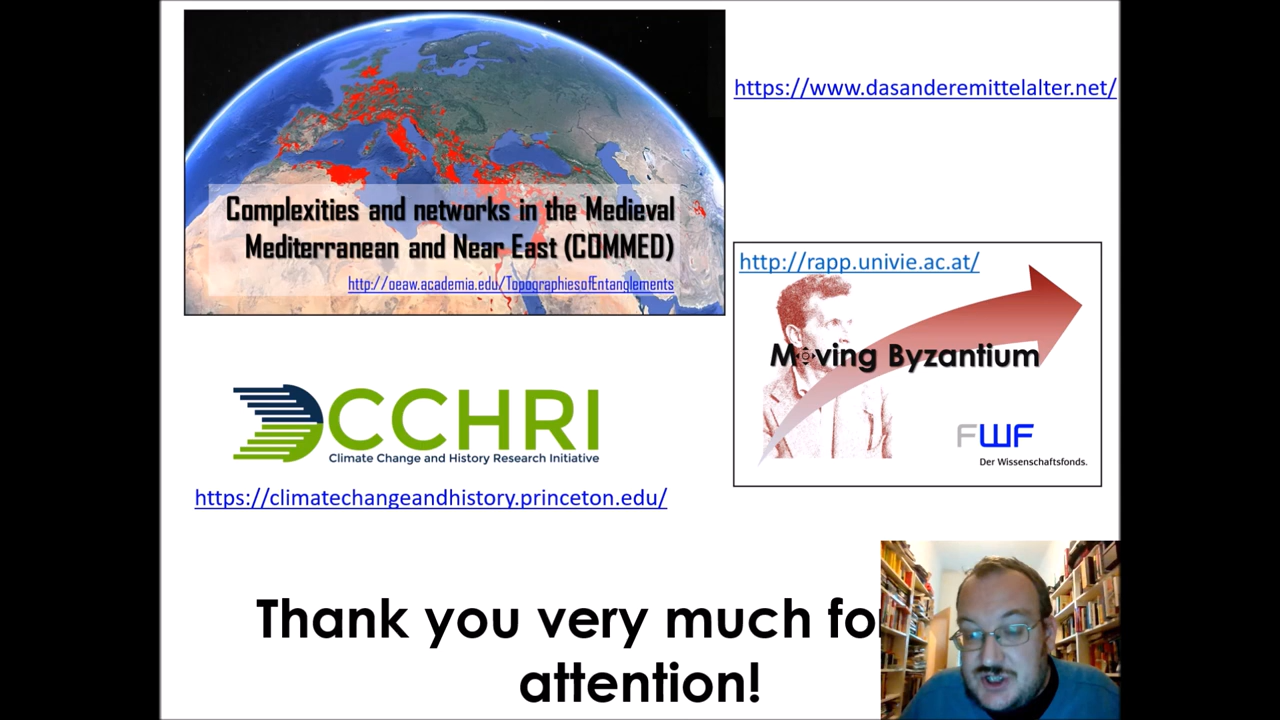 https://www.dasanderemittelalter.net/
Complexities and networks in the Medieval
Mediterranean and Near East (COMMED)
http://oeaw.academia.edu/TopographiesofEntanglements
http://rapp.univie.ac.at/
Moving Byzantium
FWF
Der Wissenschaftsfonds.
CCHRI
Climate Change and History Research Initiative
https://climatechangeandhistory.princeton.edu/
Thank you very much for
attention!